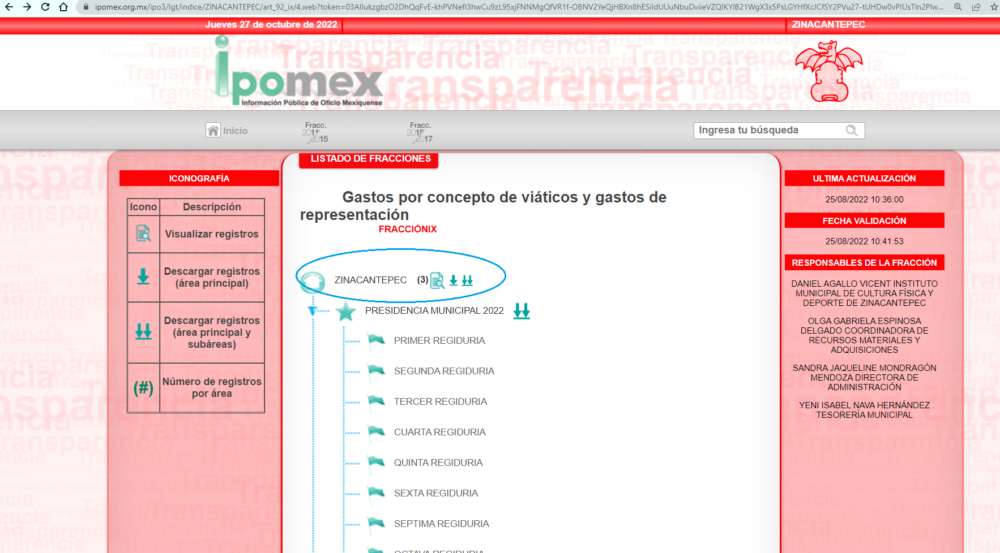 ipomex.org.mx/ipo3/lgt/indice/ZINACANTEPEC/art_92_ix/4.web?token=
Jueves 27 de octubre de 2022
ZINACANTEPEC
Transparencia
ipomex
Información Pública de Oficio Mexiquense
Inicio
Fracc.
2011/2015
Fracc.
2015/2017
Ingresa tu búsqueda
ICONOGRAFÍA
Icono Descripción
Visualizar registros
Descargar registros
(área principal)
Descargar registros
(área principal y
subáreas)
(#) Número de registros
por área
LISTADO DE FRACCIONES
Gastos por concepto de viáticos y gastos de
representación
FRACCIÓNIX
ZINACANTEPEC (3)
PRESIDENCIA MUNICIPAL 2022
PRIMER REGIDURIA
SEGUNDA REGIDURIA
TERCER REGIDURIA
CUARTA REGIDURIA
QUINTA REGIDURIA
SEXTA REGIDURIA
SEPTIMA REGIDURIA
OCTAVA REGIDURIA
ULTIMA ACTUALIZACIÓN
25/08/2022 10:36:00
FECHA VALIDACIÓN
25/08/2022 10:41:53
RESPONSABLES DE LA FRACCIÓN
DANIEL AGALLO VICENT INSTITUTO
MUNICIPAL DE CULTURA FÍSICA Y
DEPORTE DE ZINACANTEPEC
OLGA GABRIELA ESPINOSA
DELGADO COORDINADORA DE
RECURSOS MATERIALES Y
ADQUISICIONES
SANDRA JAQUELINE MONDRAGÓN
MENDOZA DIRECTORA DE
ADMINISTRACIÓN
YENI ISABEL NAVA HERNÁNDEZ
TESORERÍA MUNICIPAL